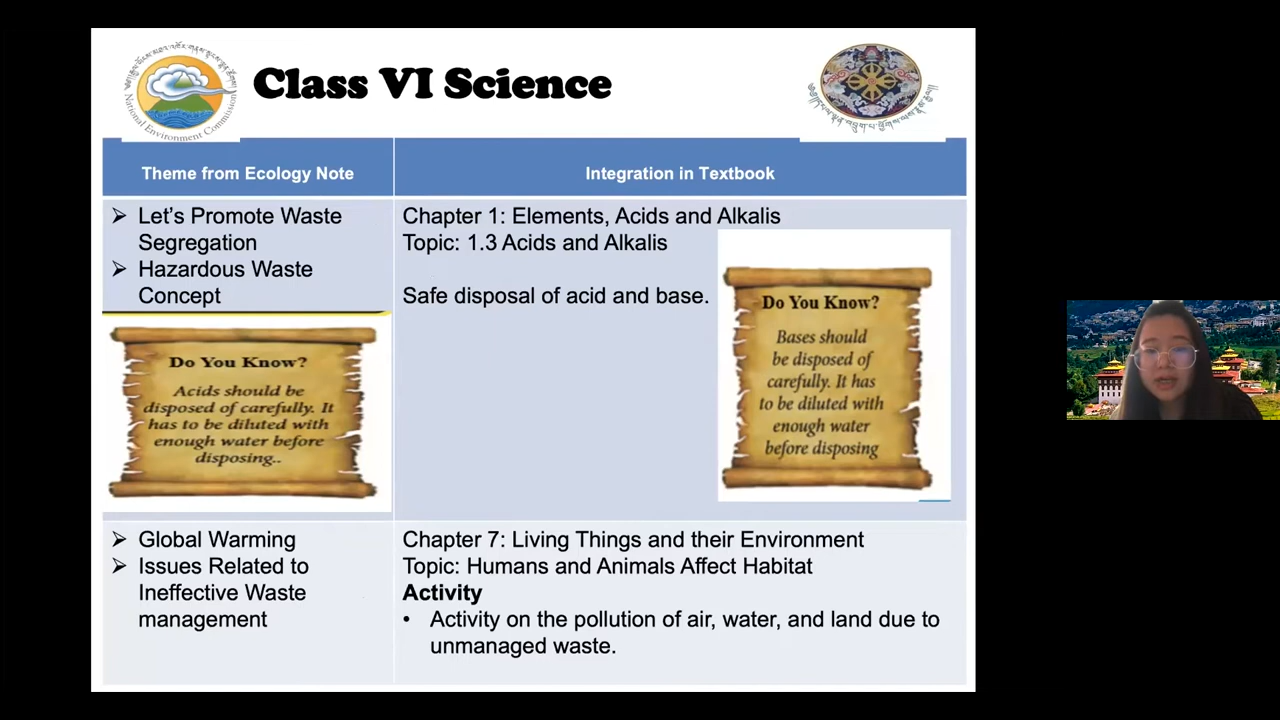 National Environment Commission
Class VI Science
Theme from Ecology Note
Integration in Textbook
➢ Let's Promote Waste
Segregation
➢ Hazardous Waste
Concept
Do You Know?
Acids should be
disposed of carefully. It
has to be diluted with
enough water before
disposing..
Chapter 1: Elements, Acids and Alkalis
Topic: 1.3 Acids and Alkalis
Safe disposal of acid and base.
Do You Know?
Bases should
be disposed of
carefully. It has
to be diluted with
enough water
before disposing
➢ Global Warming
➢ Issues Related to
Ineffective Waste
management
Chapter 7: Living Things and their Environment
Topic: Humans and Animals Affect Habitat
Activity
• Activity on the pollution of air, water, and land due to
unmanaged waste.